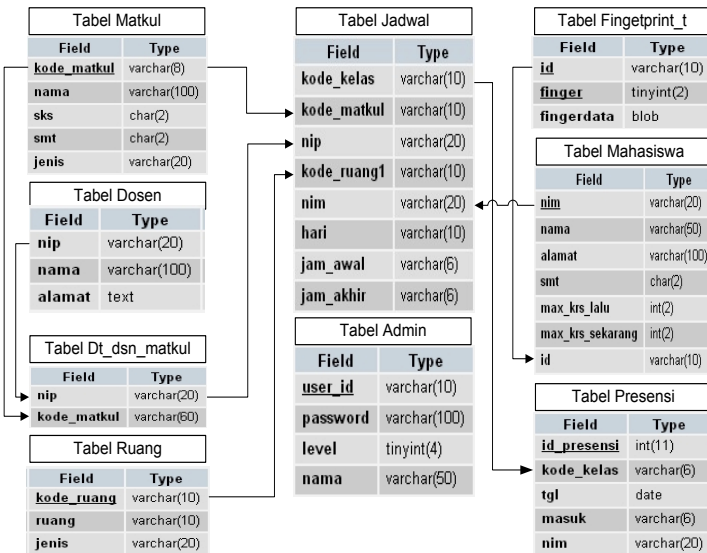 Tabel Matkul
Field Type
kode_matkul varchar(8)
nama varchar(100)
sks char(2)
smt char(2)
jenis varchar(20)
Tabel Dosen
Field Type
nip varchar(20)
nama varchar(100)
alamat text
Tabel Dt_dsn_matkul
Field Type
nip varchar(20)
kode_matkul varchar(60)
Tabel Ruang
Field Type
kode_ruang varchar(10)
ruang varchar(10)
jenis varchar(20)
Tabel Jadwal
Field Type
kode_kelas varchar(10)
kode_matkul varchar(10)
nip varchar(20)
kode_ruang1 varchar(10)
nim varchar(20)
hari varchar(10)
jam_awal varchar(6)
jam_akhir varchar(6)
Tabel Admin
Field Type
user_id varchar(10)
password varchar(100)
level tinyint(4)
nama varchar(50)
Tabel Fingetprint_t
Field Type
id varchar(10)
finger tinyint(2)
fingerdata blob
Tabel Mahasiswa
Field Type
nim varchar(20)
nama varchar(50)
alamat varchar(100)
smt char(2)
max_krs_lalu int(2)
max_krs_sekarang int(2)
id varchar(10)
Tabel Presensi
Field Type
id_presensi int(11)
kode_kelas varchar(6)
tgl date
masuk varchar(6)
nim varchar(20)